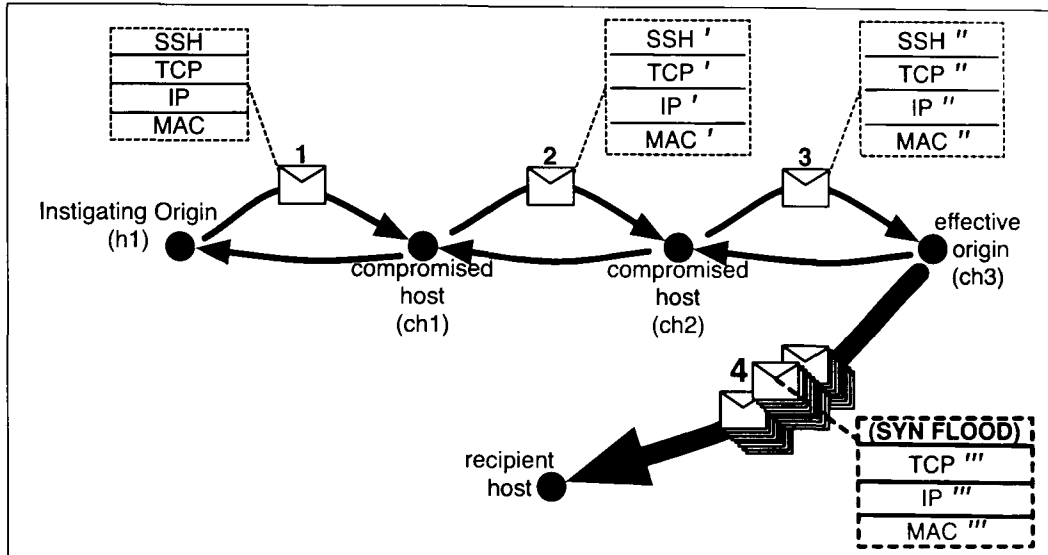 SSH
TCP
IP
MAC
SSH '
TCP '
IP '
MAC '
SSH ''
TCP ''
IP ''
MAC ''
1
2
3
Instigating Origin
(h1)
compromised
host
(ch1)
compromised
host
(ch2)
effective
origin
(ch3)
4
recipient
host
(SYN FLOOD)
TCP '''
IP '''
MAC '''